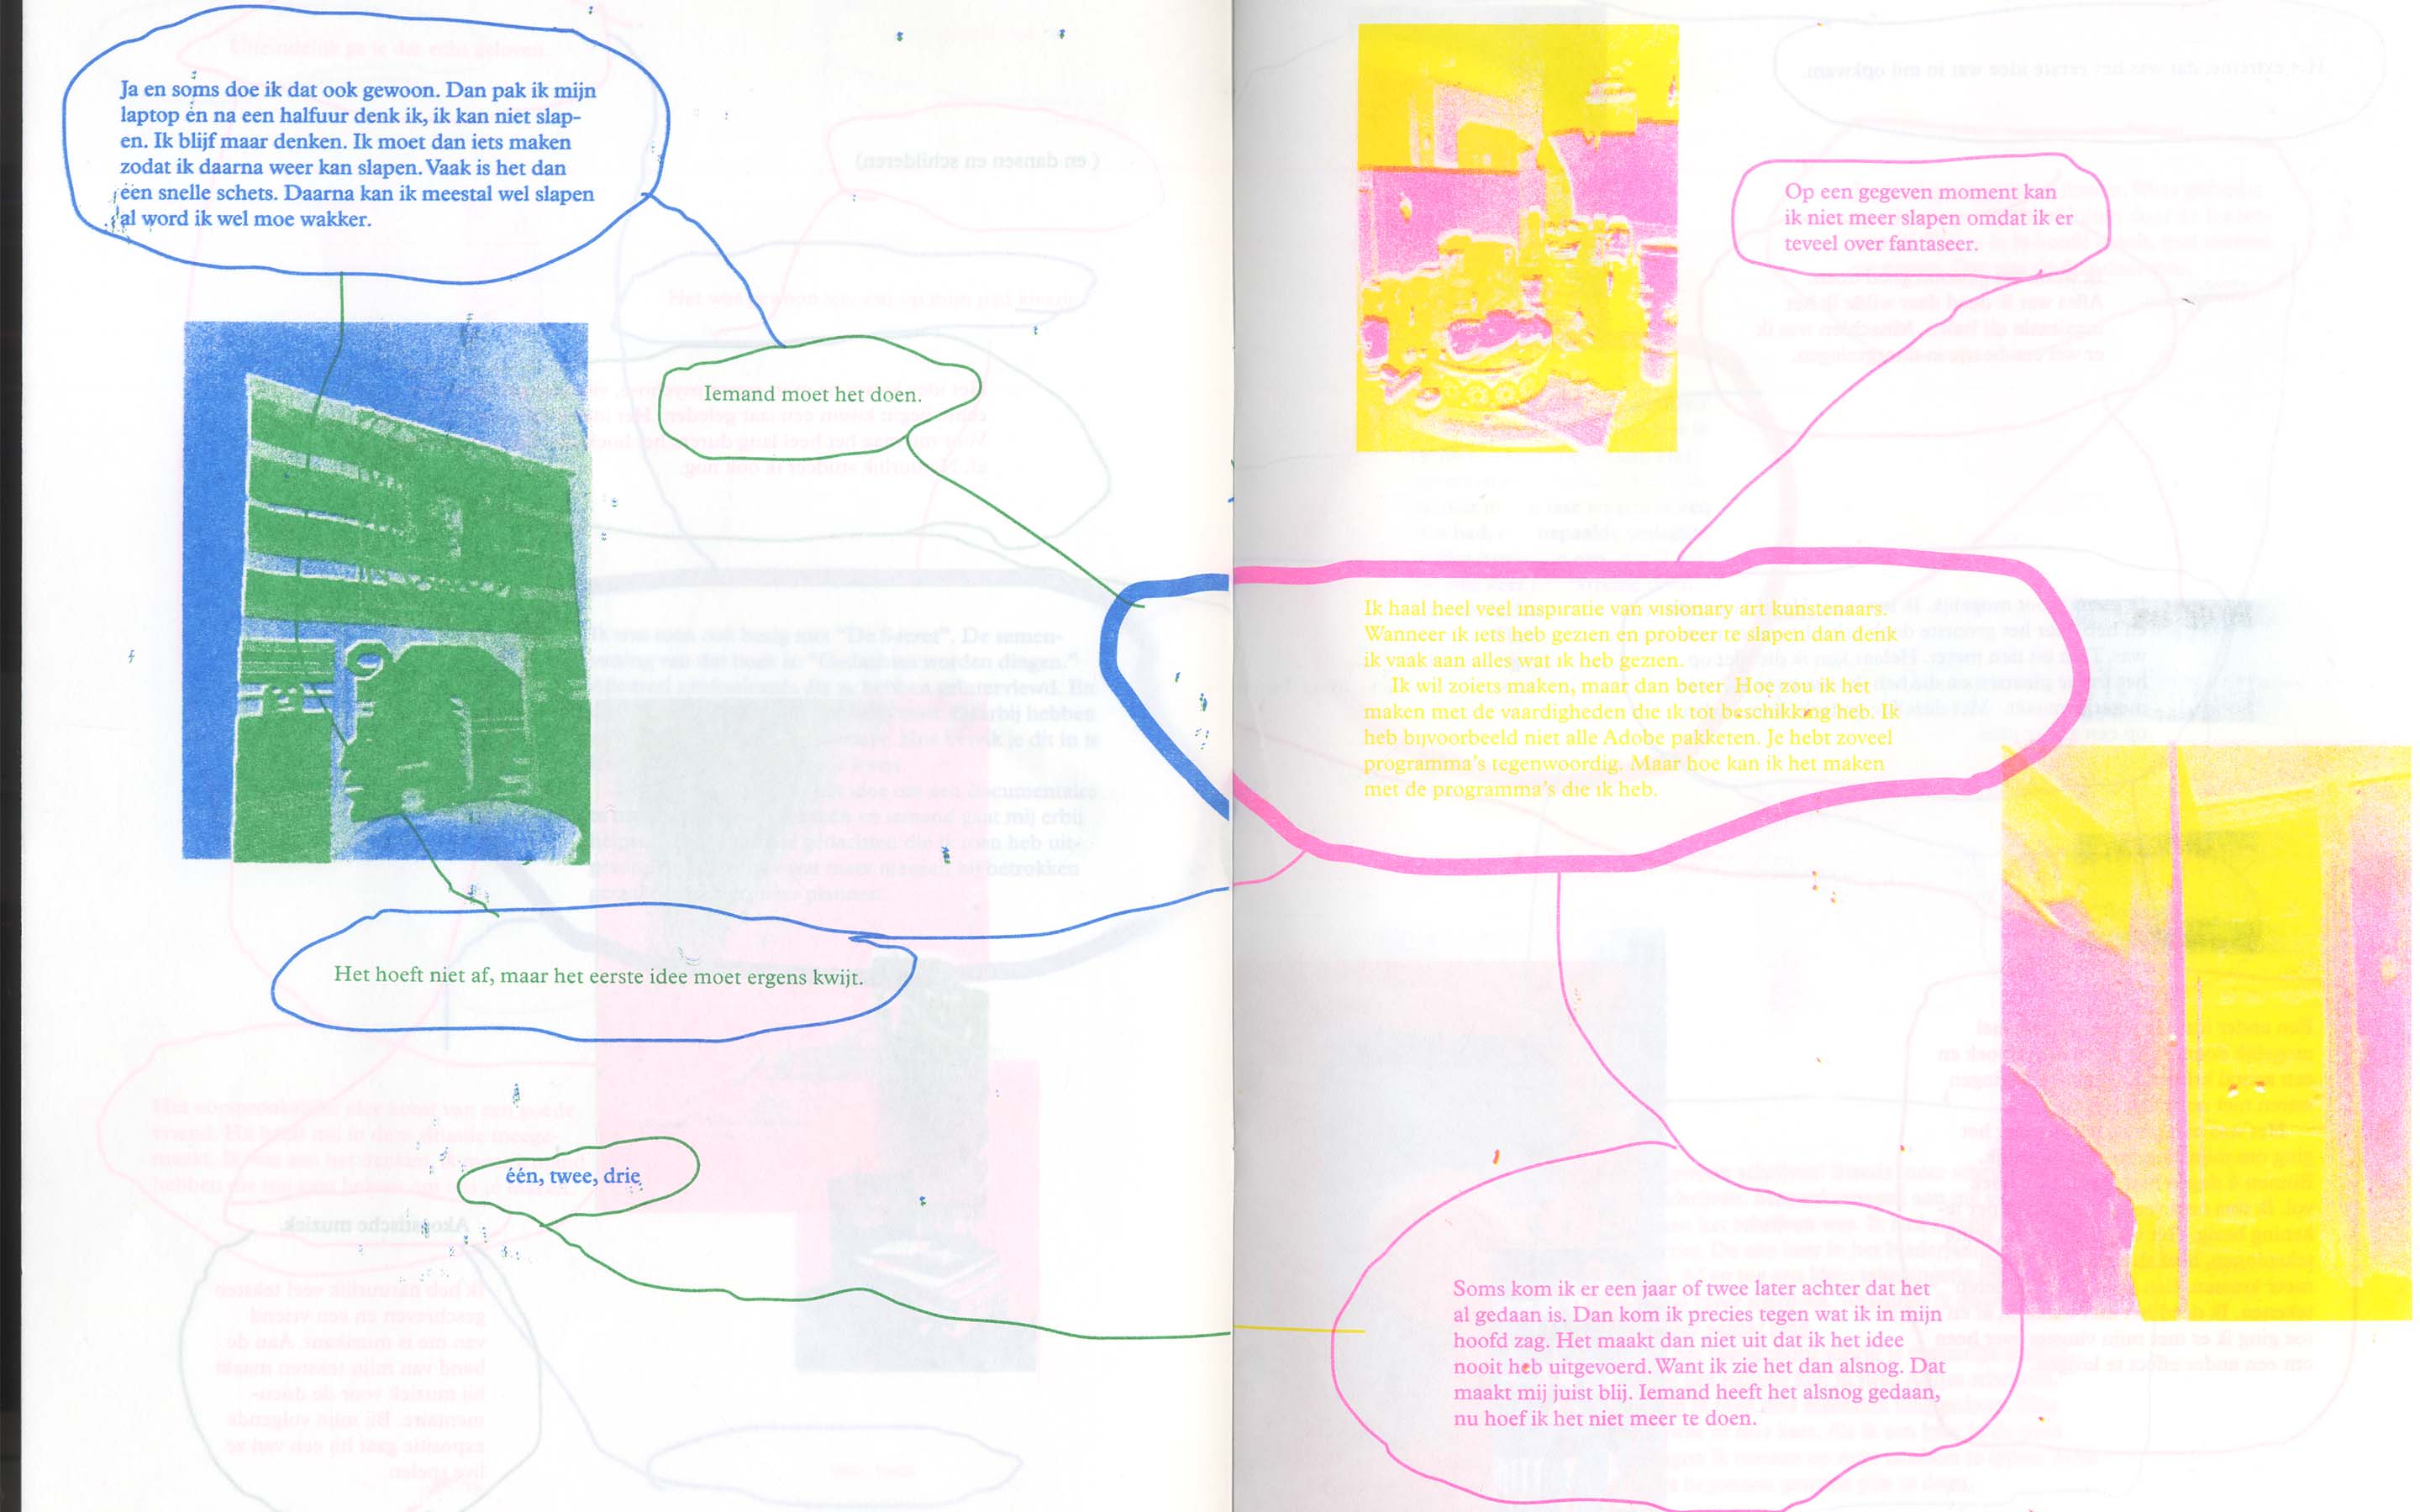 Ja en soms doe ik dat ook gewoon. Dan pak ik mijn
laptop en na een halfuur denk ik, ik kan niet slap-
en. Ik blijf maar denken. Ik moet dan iets maken
zodat ik daarna weer kan slapen. Vaak is het dan
een snelle schets. Daarna kan ik meestal wel slapen
al word ik wel moe wakker.
Iemand moet het doen.
Het hoeft niet af, maar het eerste idee moet ergens kwijt.
één, twee, drie
Op een gegeven moment kan
ik niet meer slapen omdat ik er
teveel over fantaseer.
Ik haal heel veel inspiratie van visionary art kunstenaars.
Wanneer ik iets heb gezien en probeer te slapen dan denk
ik vaak aan alles wat ik heb gezien.
Ik wil zoiets maken, maar dan beter. Hoe zou ik het
maken met de vaardigheden die ik tot beschikking heb. Ik
heb bijvoorbeeld niet alle Adobe pakketen. Je hebt zoveel
programma's tegenwoordig. Maar hoe kan ik het maken
met de programma's die ik heb.
Soms kom ik er een jaar of twee later achter dat het
al gedaan is. Dan kom ik precies tegen wat ik in mijn
hoofd zag. Het maakt dan niet uit dat ik het idee
nooit heb uitgevoerd. Want ik zie het dan alsnog. Dat
maakt mij juist blij. Iemand heeft het alsnog gedaan,
nu hoef ik het niet meer te doen.